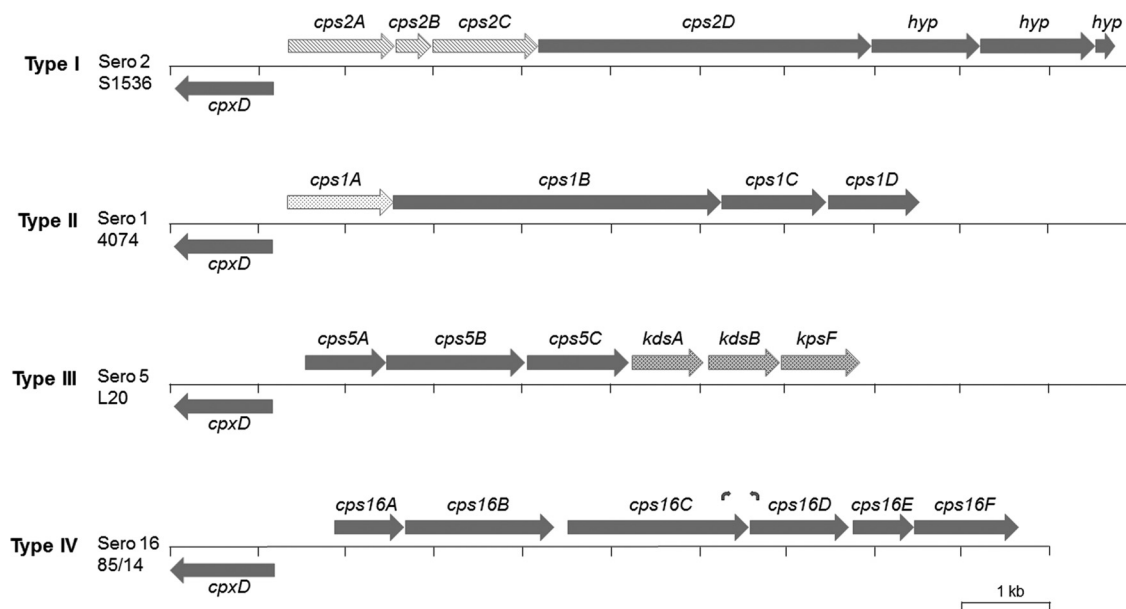 cps2A cps2B cps2C cps2D hyp hyp hyp
Type I Sero 2
S1536
cpxD
cps1A cps1B cps1C cps1D
Type II Sero 1
4074
cpxD
cps5A cps5B cps5C kdsA kdsB kpsF
Type III Sero 5
L20
cpxD
cps16A cps16B cps16C cps16D cps16E cps16F
Type IV Sero 16
85/14
cpxD
1 kb